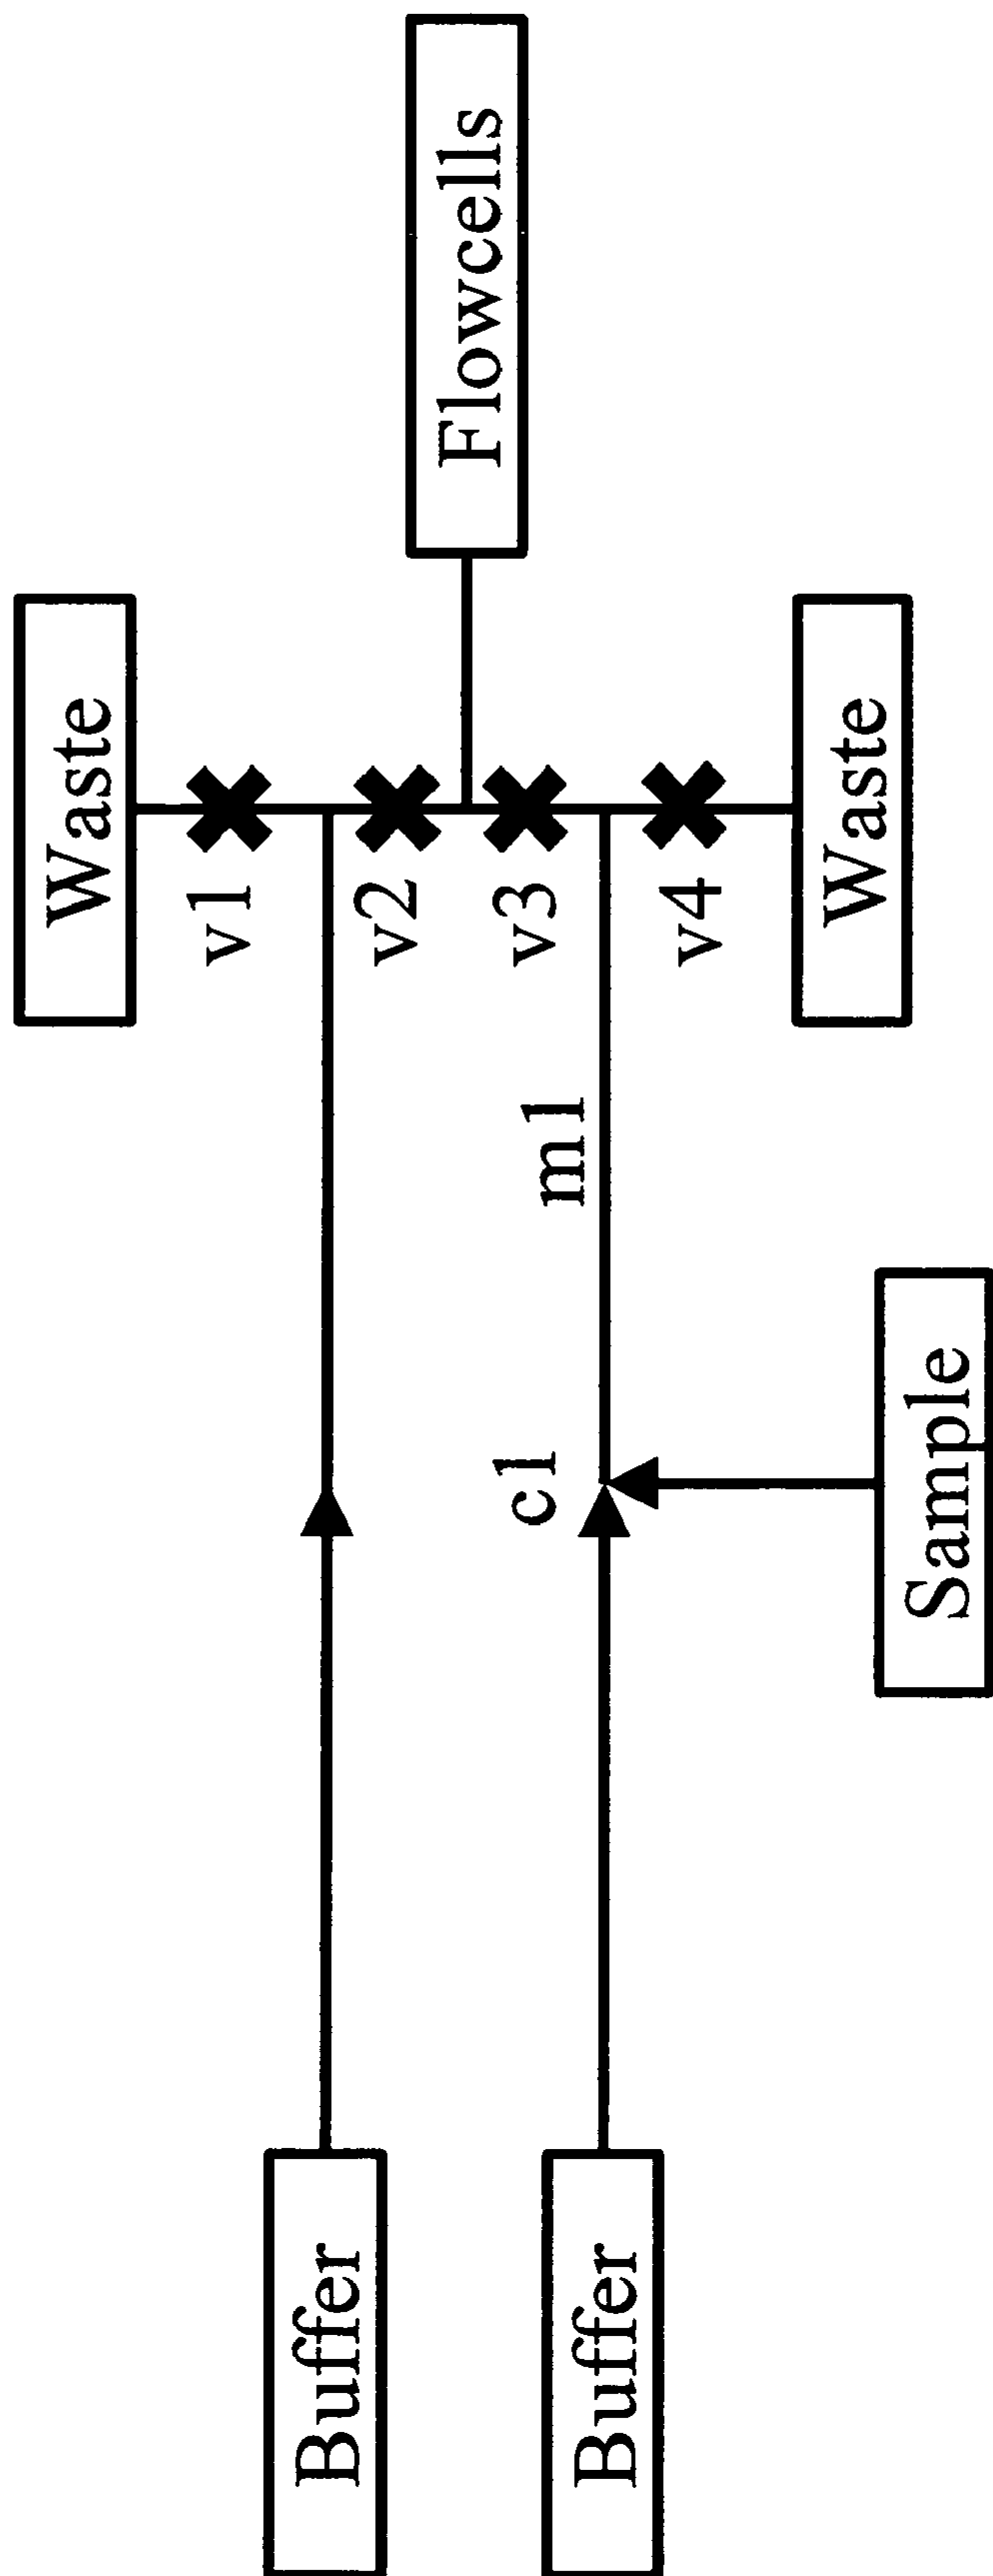 Waste
Flowcells
v1
v2
v3
v4
Waste
m1
c1
Sample
Buffer
Buffer